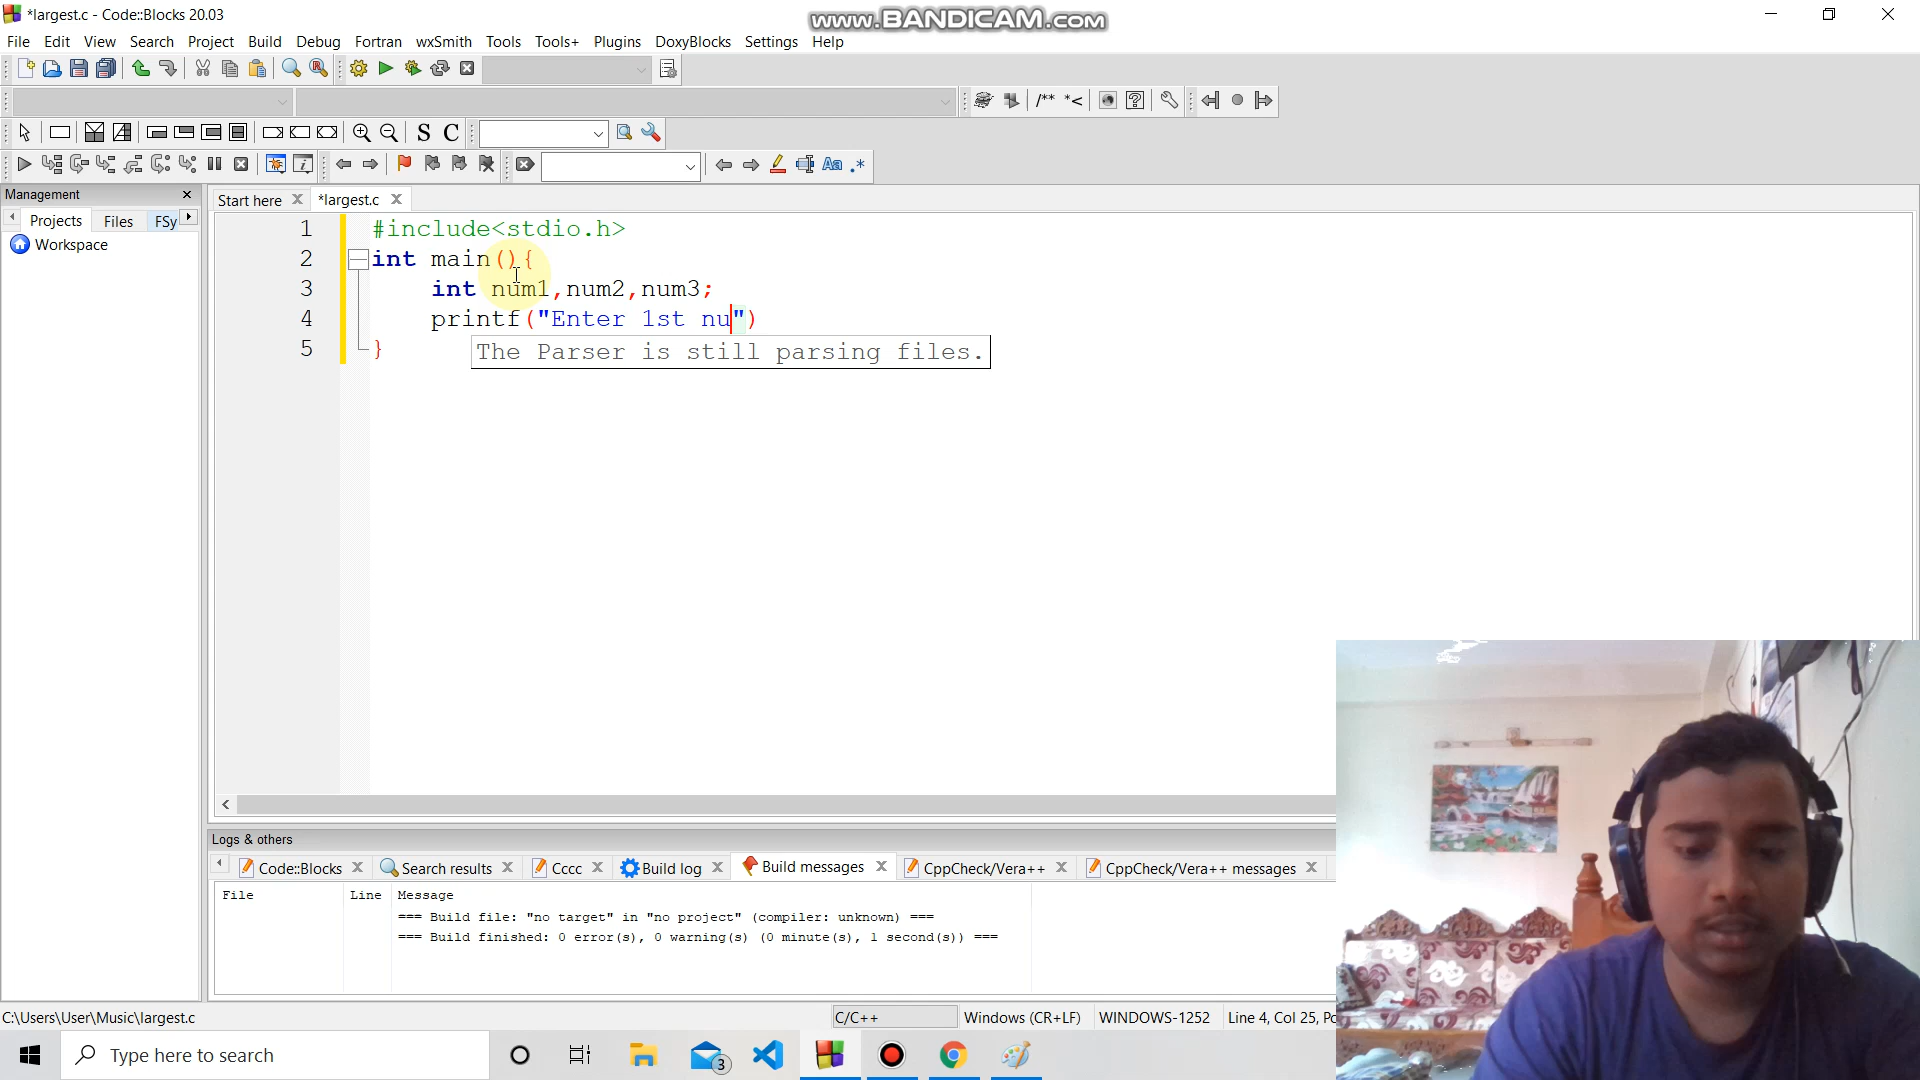 *largest.c - Code::Blocks 20.03
www.BANDICAM.com
File Edit View Search Project Build Debug Fortran wxSmith Tools Tools+ Plugins DoxyBlocks Settings Help
/** *<
S C
Aa .*
Management
Projects Files FSy
Workspace
Start here *largest.c
1 #include<stdio.h>
2 int main(){
3 int num1,num2,num3;
4 printf("Enter 1st nu")
5 }
The Parser is still parsing files.
Logs & others
Code::Blocks Search results Cccc Build log Build messages CppCheck/Vera++ CppCheck/Vera++ messages
File Line Message
=== Build file: "no target" in "no project" (compiler: unknown) ===
=== Build finished: 0 error(s), 0 warning(s) (0 minute(s), 1 second(s)) ===
C:\Users\User\Music\largest.c C/C++ Windows (CR+LF) WINDOWS-1252 Line 4, Col 25,
Type here to search 3